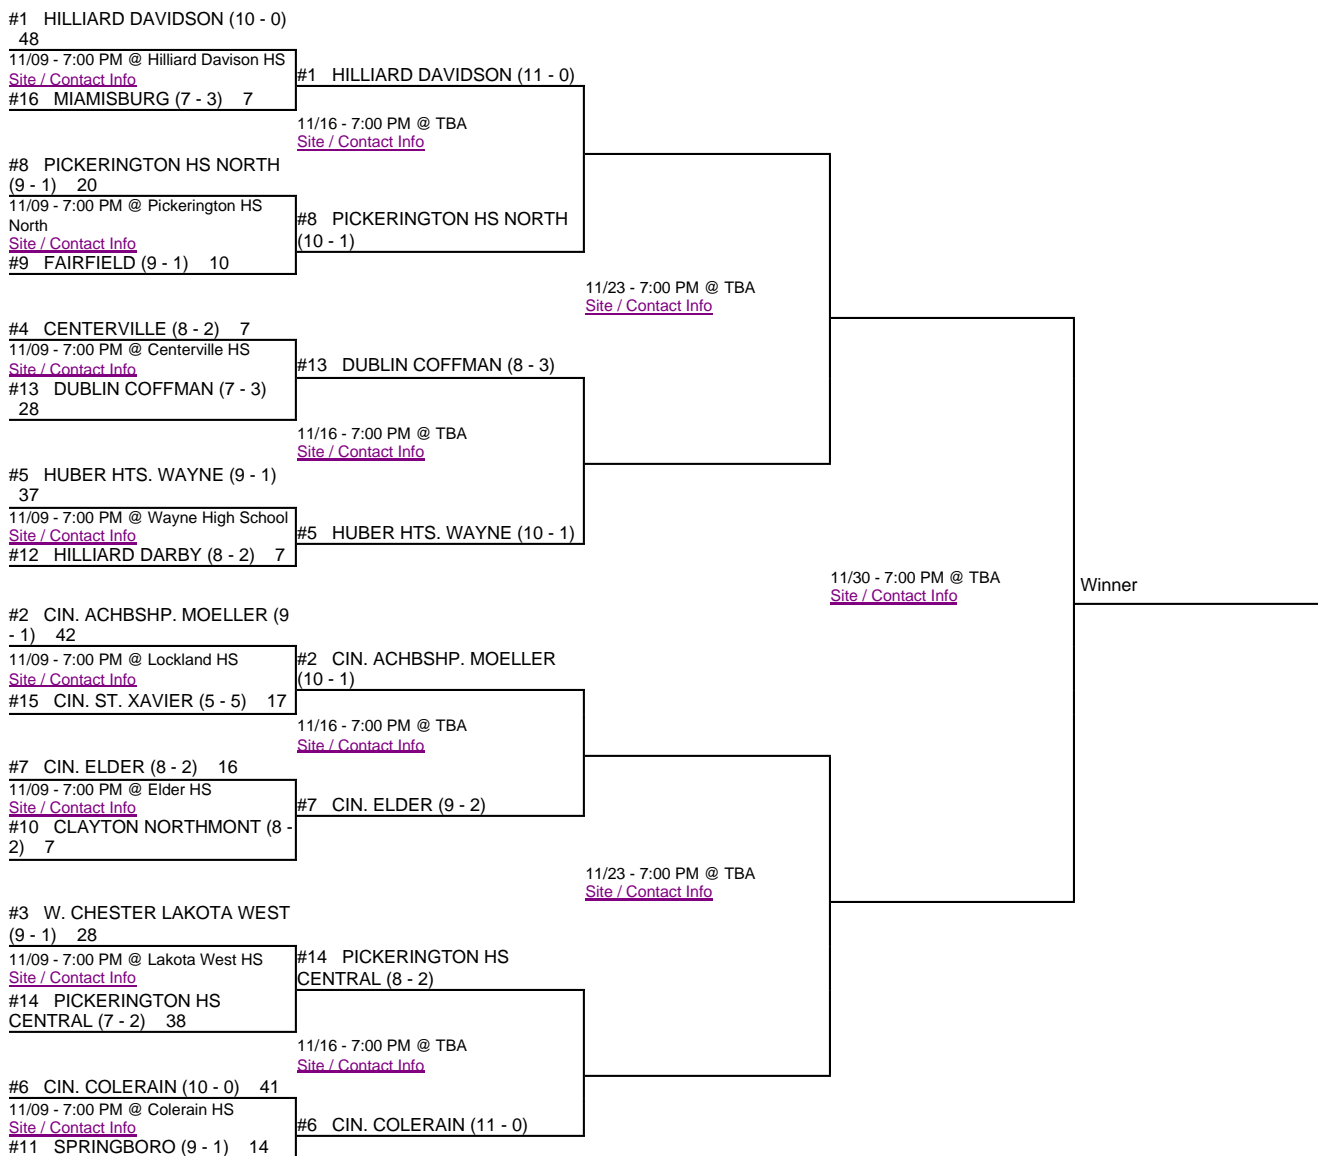 #1 HILLIARD DAVIDSON (10 - 0)
48
11/09 - 7:00 PM @ Hilliard Davison HS
Site / Contact Info
#16 MIAMISBURG (7 - 3) 7
#1 HILLIARD DAVIDSON (11 - 0)
11/16 - 7:00 PM @ TBA
Site / Contact Info
#8 PICKERINGTON HS NORTH
(9 - 1) 20
11/09 - 7:00 PM @ Pickerington HS
North
Site / Contact Info
#9 FAIRFIELD (9 - 1) 10
#8 PICKERINGTON HS NORTH
(10 - 1)
11/23 - 7:00 PM @ TBA
Site / Contact Info
#4 CENTERVILLE (8 - 2) 7
11/09 - 7:00 PM @ Centerville HS
Site / Contact Info
#13 DUBLIN COFFMAN (7 - 3)
28
#13 DUBLIN COFFMAN (8 - 3)
11/16 - 7:00 PM @ TBA
Site / Contact Info
#5 HUBER HTS. WAYNE (9 - 1)
37
11/09 - 7:00 PM @ Wayne High School
Site / Contact Info
#12 HILLIARD DARBY (8 - 2) 7
#5 HUBER HTS. WAYNE (10 - 1)
11/30 - 7:00 PM @ TBA
Site / Contact Info
Winner
#2 CIN. ACHBSHP. MOELLER (9
- 1) 42
11/09 - 7:00 PM @ Lockland HS
Site / Contact Info
#15 CIN. ST. XAVIER (5 - 5) 17
#2 CIN. ACHBSHP. MOELLER
(10 - 1)
11/16 - 7:00 PM @ TBA
Site / Contact Info
#7 CIN. ELDER (8 - 2) 16
11/09 - 7:00 PM @ Elder HS
Site / Contact Info
#10 CLAYTON NORTHMONT (8 -
2) 7
#7 CIN. ELDER (9 - 2)
11/23 - 7:00 PM @ TBA
Site / Contact Info
#3 W. CHESTER LAKOTA WEST
(9 - 1) 28
11/09 - 7:00 PM @ Lakota West HS
Site / Contact Info
#14 PICKERINGTON HS
CENTRAL (7 - 2) 38
#14 PICKERINGTON HS
CENTRAL (8 - 2)
11/16 - 7:00 PM @ TBA
Site / Contact Info
#6 CIN. COLERAIN (10 - 0) 41
11/09 - 7:00 PM @ Colerain HS
Site / Contact Info
#11 SPRINGBORO (9 - 1) 14
#6 CIN. COLERAIN (11 - 0)